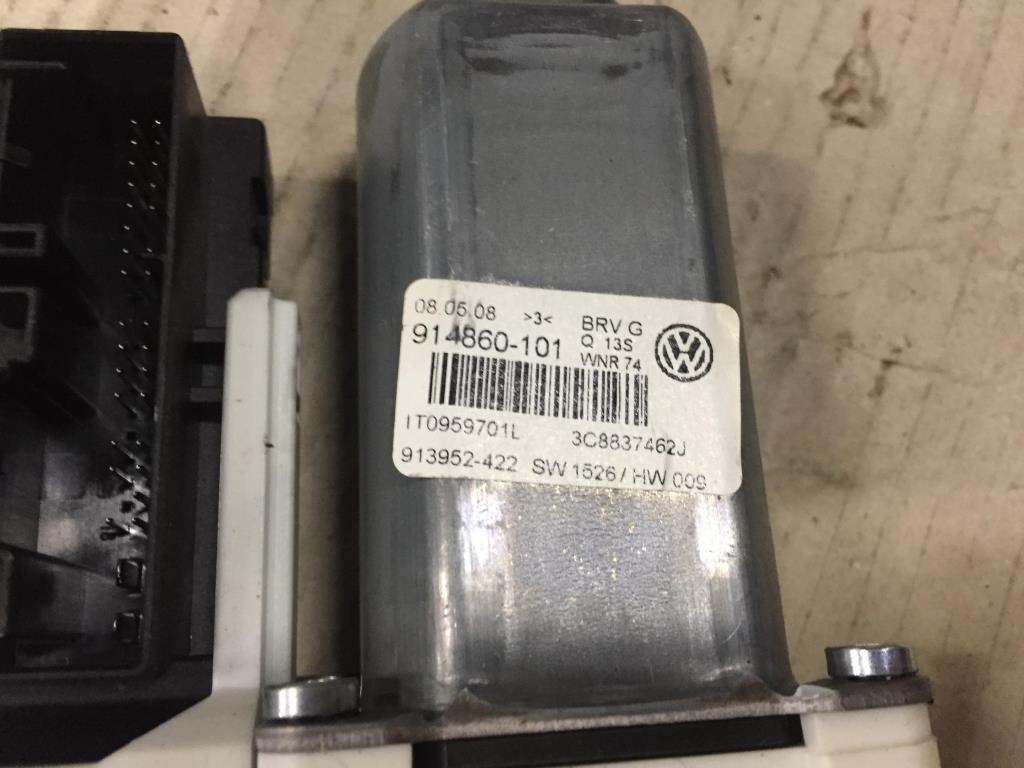 08.05.08 >3< BRV G
914860-101 Q 13S
WNR 74
1T0959701L 3C8837462J
913952-422 SW 1526 / HW 009